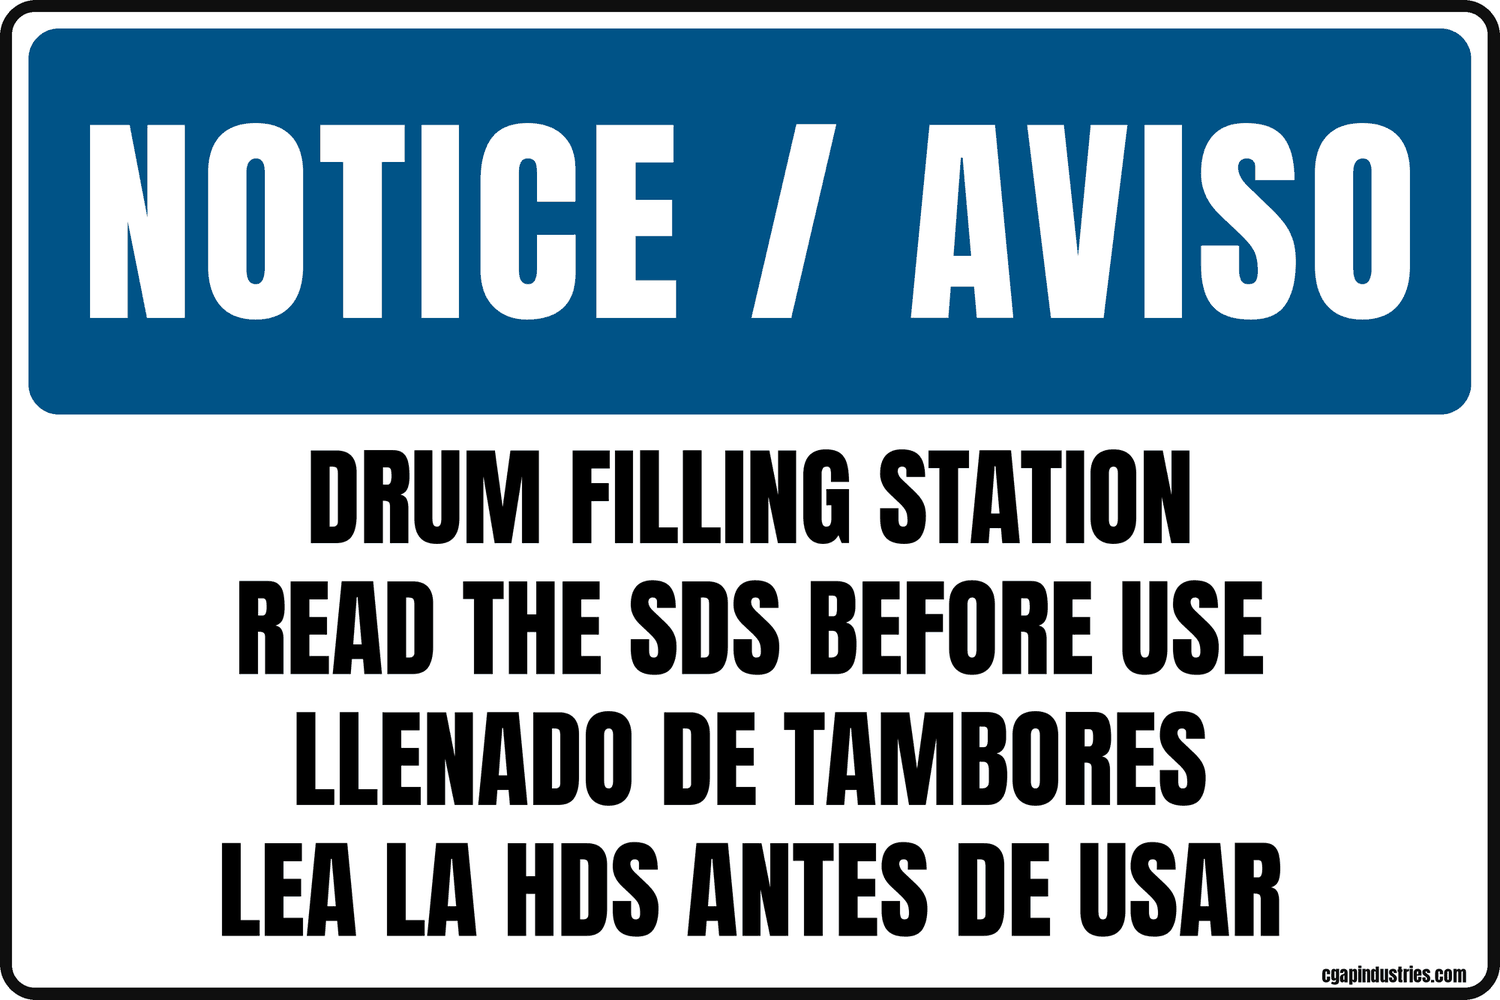 NOTICE / AVISO
DRUM FILLING STATION
READ THE SDS BEFORE USE
LLENADO DE TAMBORES
LEA LA HDS ANTES DE USAR
cgapindustries.com